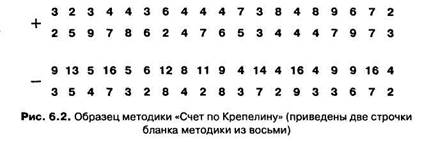 + 3 2 3 4 4 3 6 4 4 4 7 3 8 4 8 9 6 7 2
2 5 9 7 8 6 2 4 7 6 5 3 4 4 4 7 9 7 3
− 9 13 5 16 5 6 12 8 11 9 4 14 4 16 4 9 9 16 4
3 5 4 7 3 2 8 4 2 8 3 7 2 9 3 3 6 7 2
Рис. 6.2. Образец методики «Счет по Крепелину» (приведены две строчки
бланка методики из восьми)